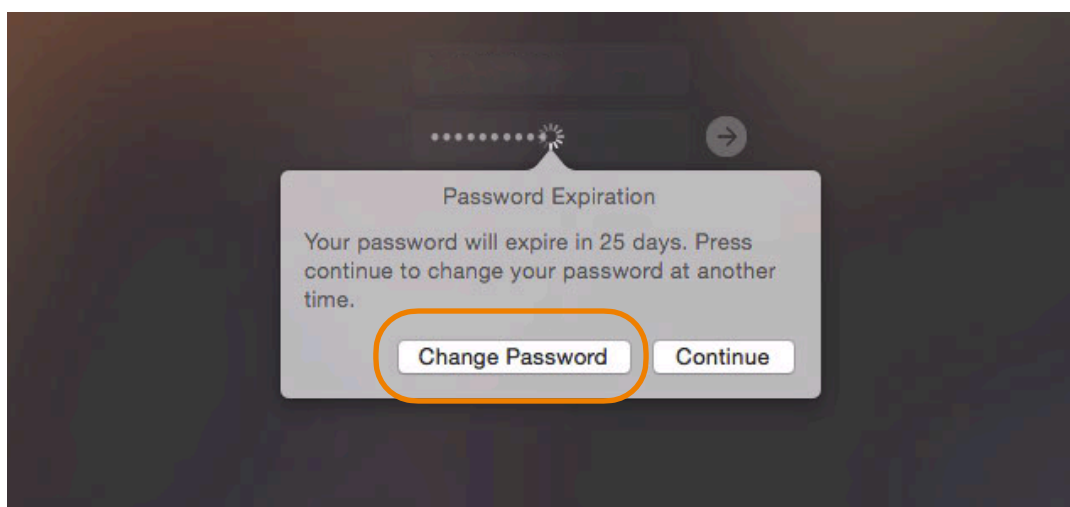 Password Expiration
Your password will expire in 25 days. Press
continue to change your password at another
time.
Change Password
Continue